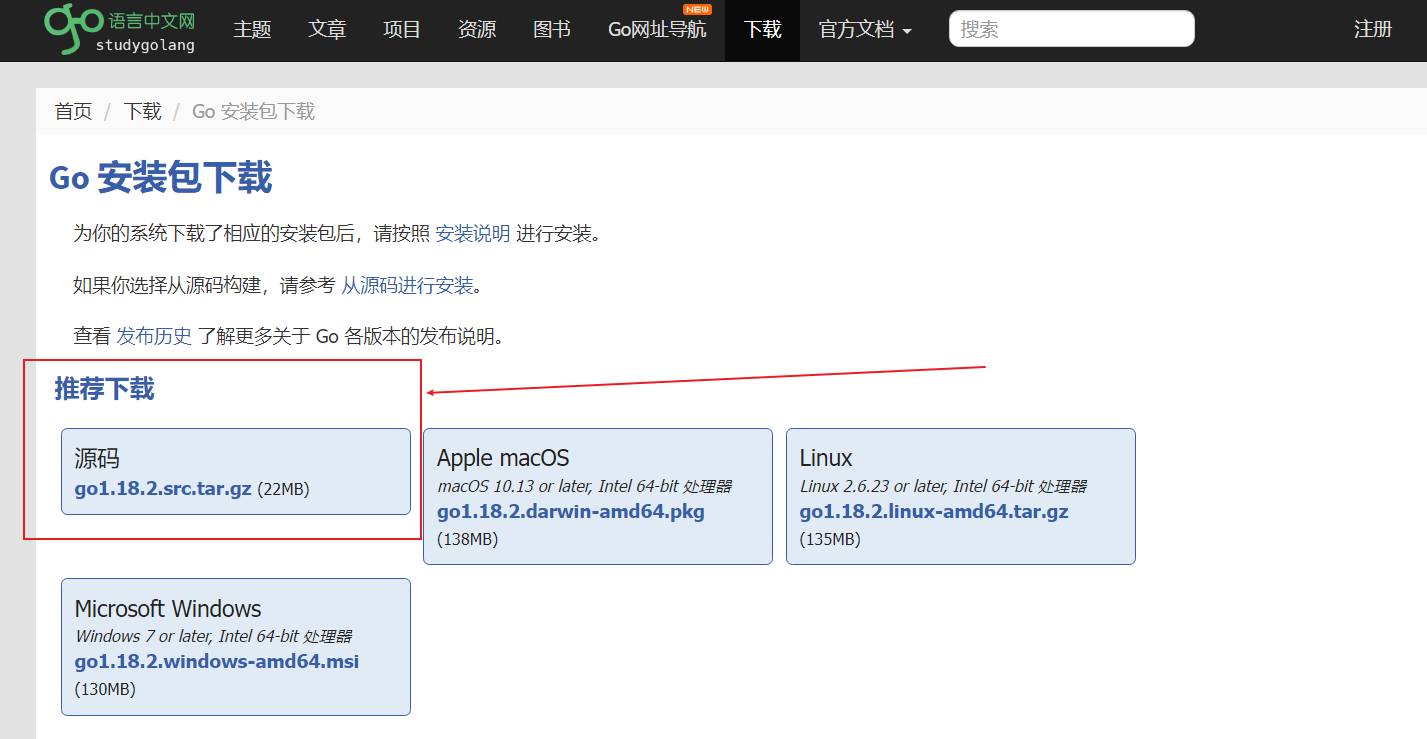 go 语言中文网
studygolang
主题 文章 项目 资源 图书 Go网址导航 NEW 下载 官方文档 搜索 注册
首页 / 下载 / Go 安装包下载
Go 安装包下载
为你的系统下载了相应的安装包后，请按照 安装说明 进行安装。
如果你选择从源码构建，请参考 从源码进行安装。
查看 发布历史 了解更多关于 Go 各版本的发布说明。
推荐下载
源码
go1.18.2.src.tar.gz (22MB)
Apple macOS
macOS 10.13 or later, Intel 64-bit 处理器
go1.18.2.darwin-amd64.pkg
(138MB)
Linux
Linux 2.6.23 or later, Intel 64-bit 处理器
go1.18.2.linux-amd64.tar.gz
(135MB)
Microsoft Windows
Windows 7 or later, Intel 64-bit 处理器
go1.18.2.windows-amd64.msi
(130MB)